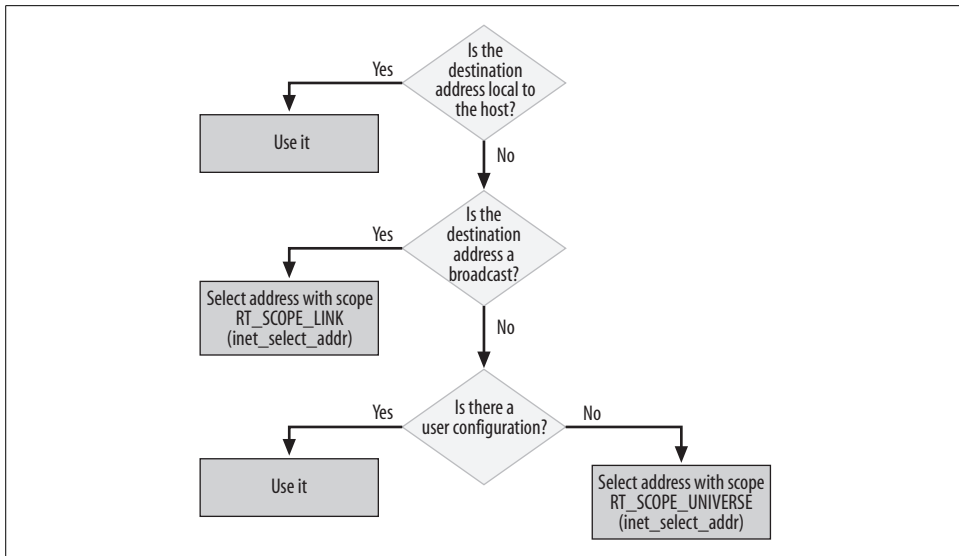 Is the
destination
address local to
the host?
Yes
Use it
No
Is the
destination
address a
broadcast?
Yes
Select address with scope
RT_SCOPE_LINK
(inet_select_addr)
No
Is there a
user configuration?
Yes
No
Use it
Select address with scope
RT_SCOPE_UNIVERSE
(inet_select_addr)